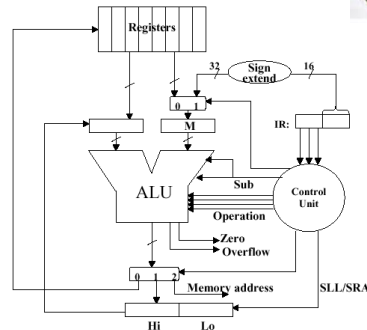 Registers
32
Sign
extend
16
0 1
IR:
M
ALU
Sub
Control
Unit
Operation
Zero
Overflow
0 1 2
Memory address
SLL/SRA
Hi
Lo